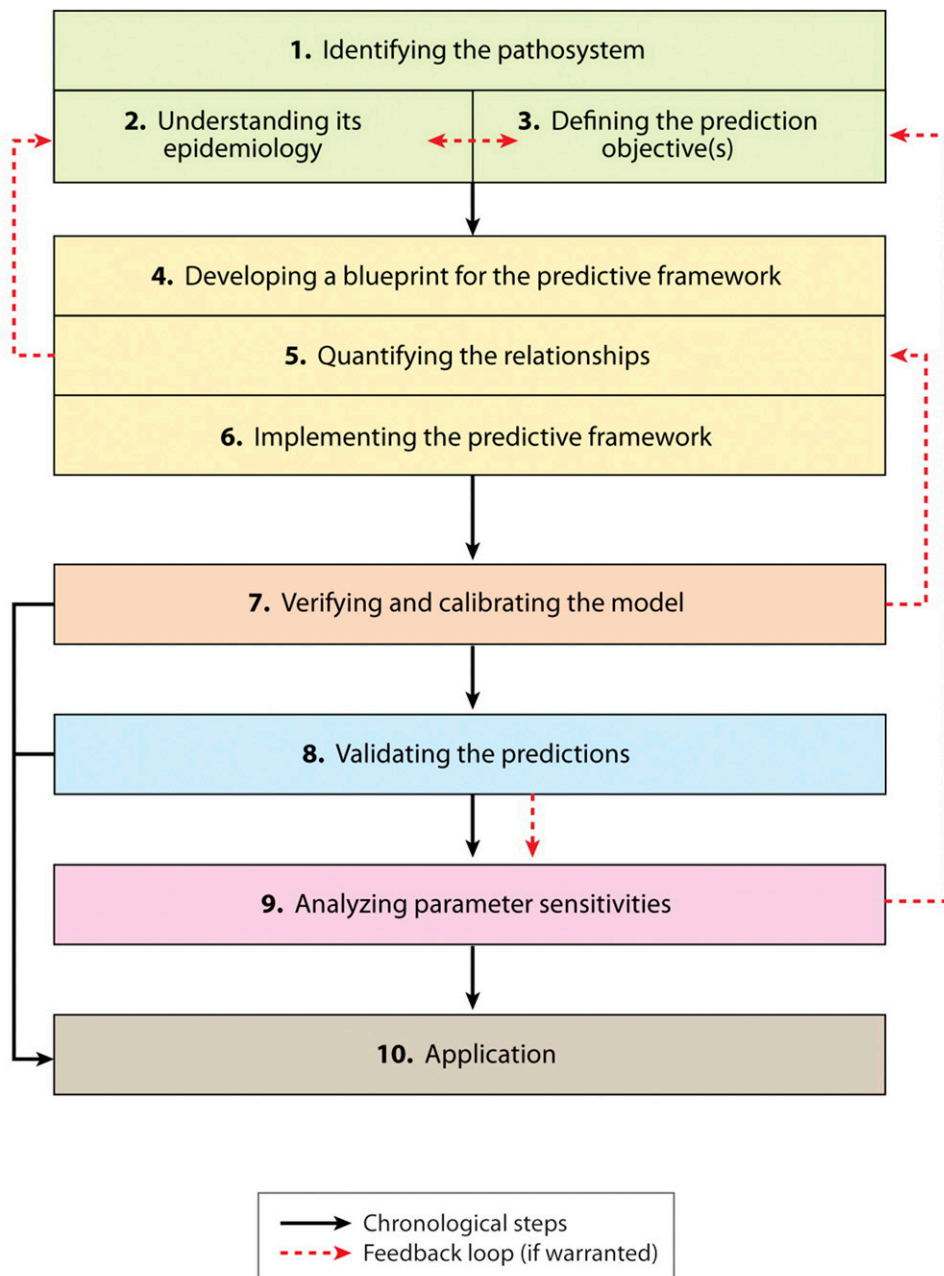 1. Identifying the pathosystem
2. Understanding its
epidemiology
3. Defining the prediction
objective(s)
4. Developing a blueprint for the predictive framework
5. Quantifying the relationships
6. Implementing the predictive framework
7. Verifying and calibrating the model
8. Validating the predictions
9. Analyzing parameter sensitivities
10. Application
Chronological steps
Feedback loop (if warranted)